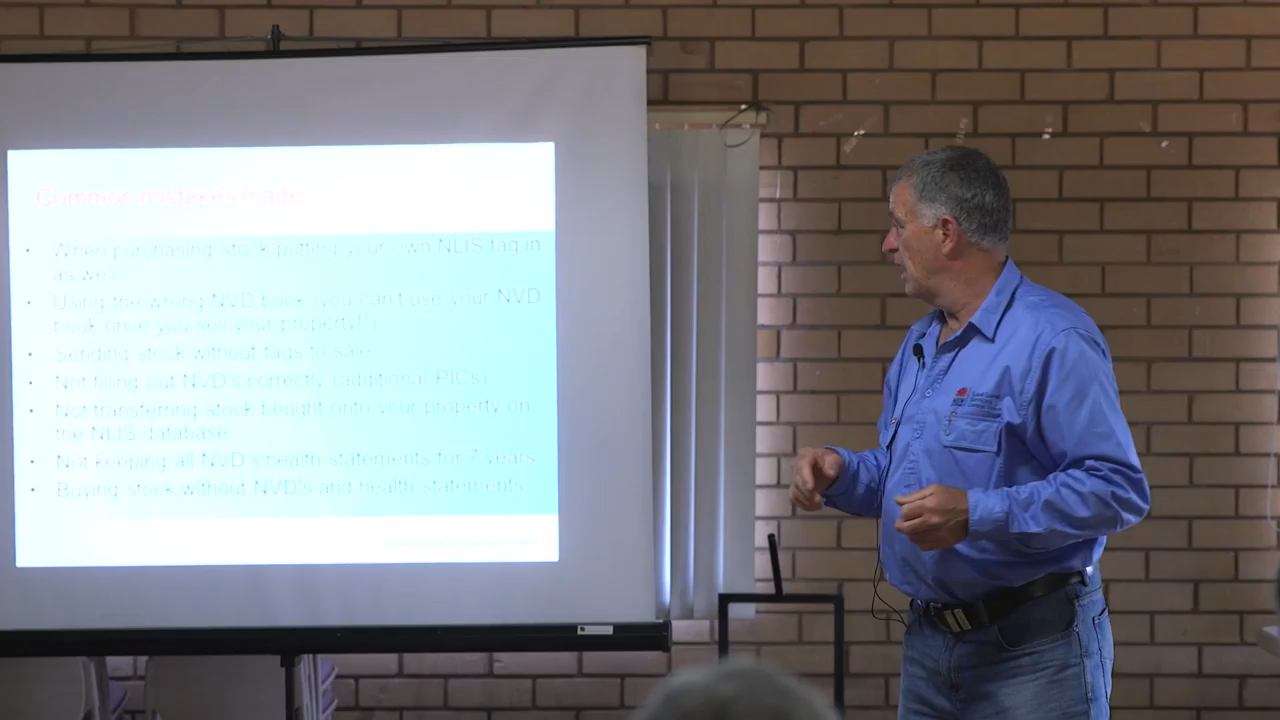 Common mistakes made
• When purchasing stock putting your own NLIS tag in
as well
• Using the wrong NVD book (you can't use your NVD
book once you sell your property!!)
• Sending stock without tags to sale
• Not filling out NVD's correctly (additional PICs)
• Not transferring stock bought onto your property on
the NLIS database
• Not keeping all NVD's/health statements for 7 years
• Buying stock without NVD's and health statements
Local Land
Services